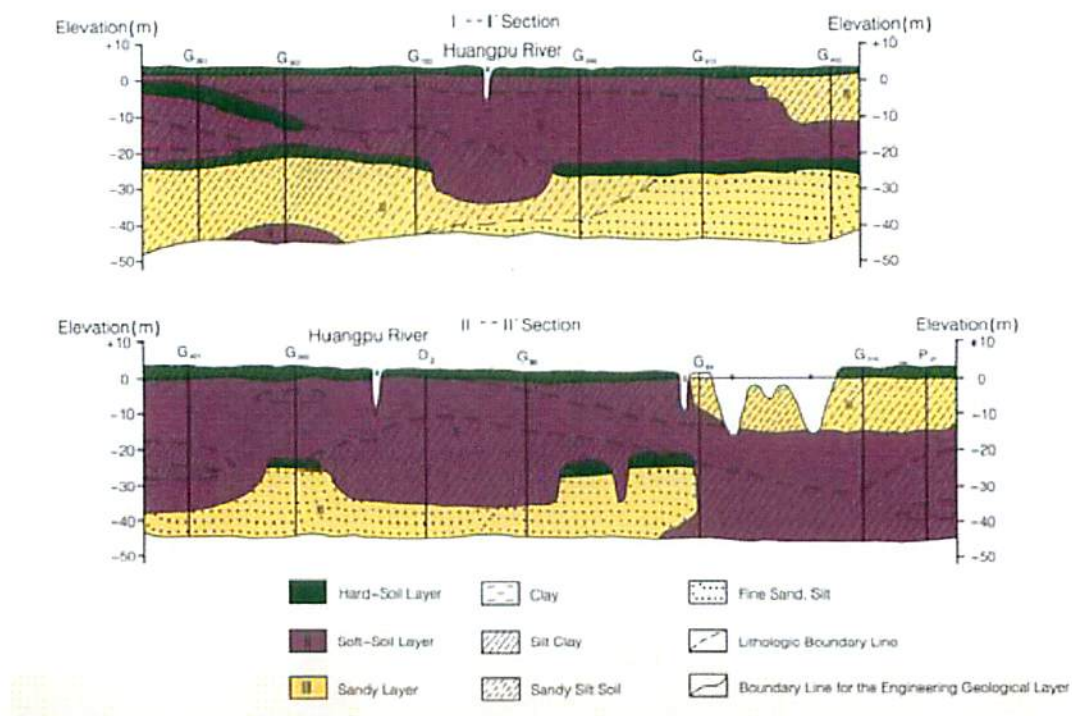 I--I' Section
Elevation(m)
Huangpu River
Elevation(m)
+10
0
-10
-20
-30
-40
-50
+10
0
-10
-20
-30
-40
-50
II--II' Section
Elevation(m)
Huangpu River
Elevation(m)
+10
0
-10
-20
-30
-40
-50
D2
+10
0
-10
-20
-30
-40
-50
Hard-Soil Layer
Clay
Fine Sand, Silt
II Soft-Soil Layer
Silt Clay
Lithologic Boundary Line
III Sandy Layer
Sandy Silt Soil
Boundary Line for the Engineering Geological Layer